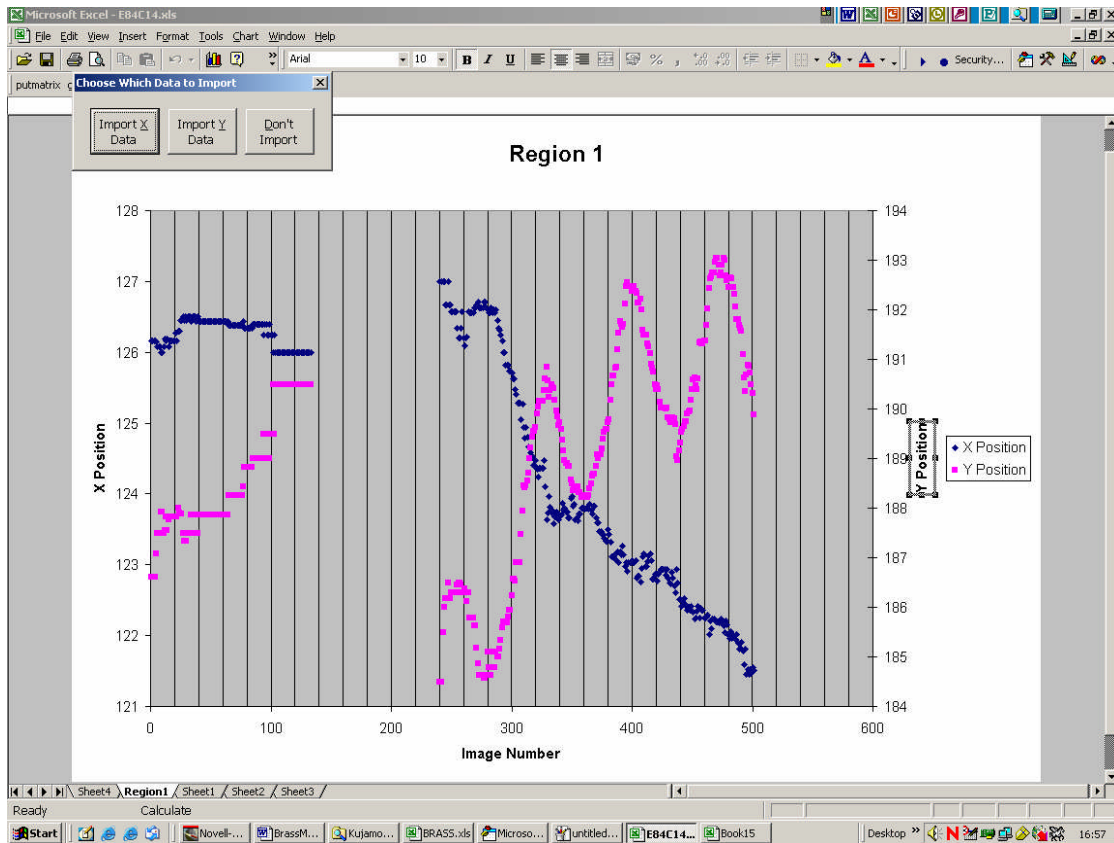 Microsoft Excel - E84C14.xls
File Edit View Insert Format Tools Chart Window Help
Arial 10 B I U Security...
putmatrix
Choose Which Data to Import
Import X Data
Import Y Data
Don't Import
Region 1
128
127
126
125
124
123
122
121
X Position
194
193
192
191
190
189
188
187
186
185
184
Y Position
X Position
Y Position
0 100 200 300 400 500 600
Image Number
Sheet4 Region1 Sheet1 Sheet2 Sheet3
Ready Calculate
Start Novell-... BrassM... Kujamo... BRASS.xls Microso... untitled... E84C14... Book15 Desktop » 16:57